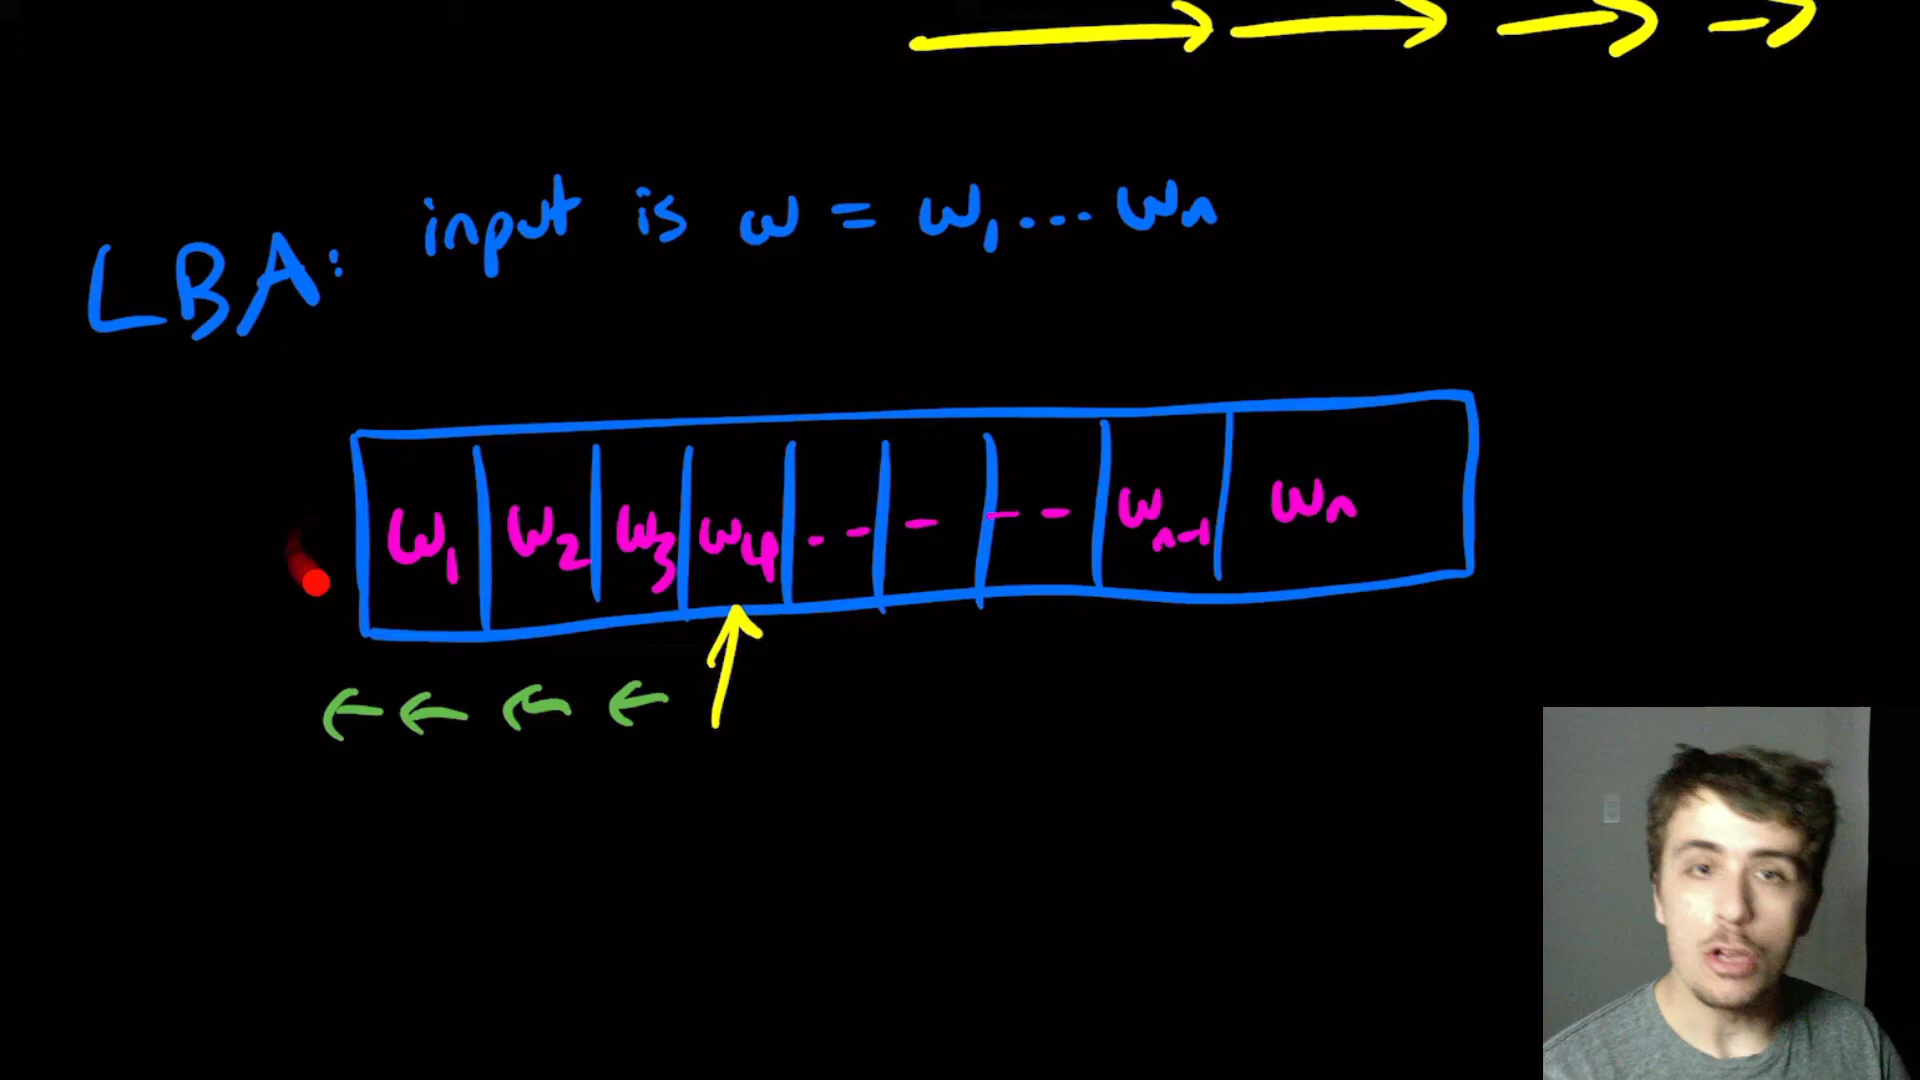 LBA: input is w = w₁... wₙ
w₁ w₂ w₃ w₄ - - - - - wₙ₋₁ wₙ